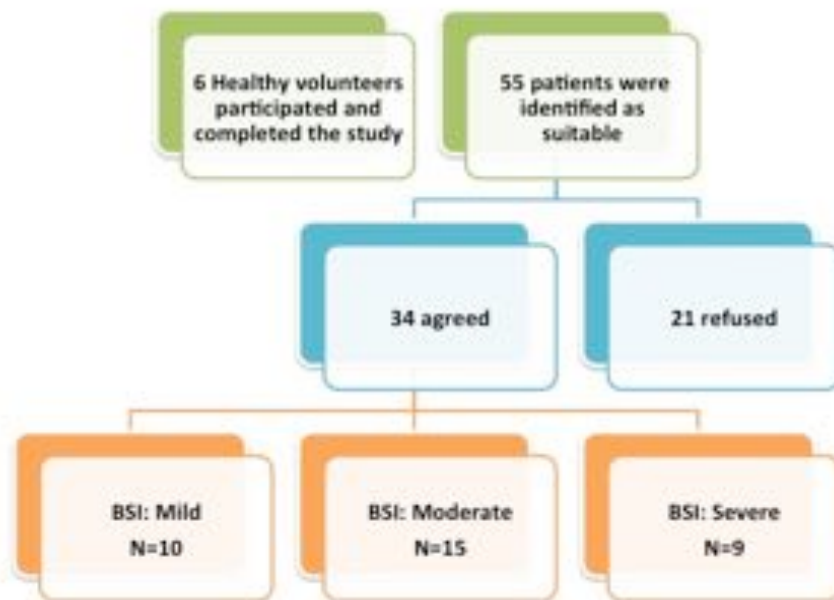 6 Healthy volunteers
participated and
completed the study
55 patients were
identified as
suitable
34 agreed
21 refused
BSI: Mild
N=10
BSI: Moderate
N=15
BSI: Severe
N=9